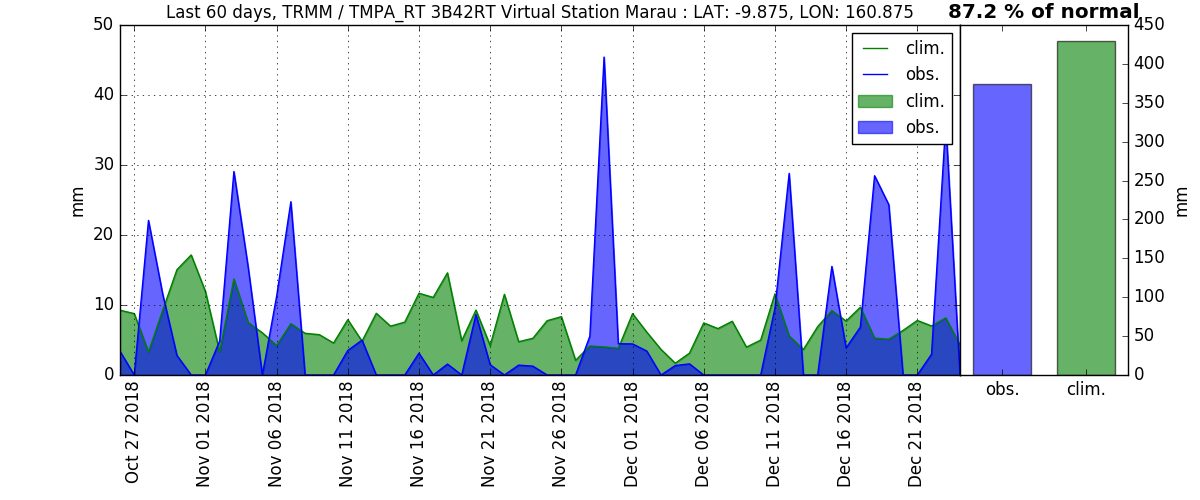 Last 60 days, TRMM / TMPA_RT 3B42RT Virtual Station Marau : LAT: -9.875, LON: 160.875
87.2 % of normal
50
40
30
20
10
0
mm
clim.
obs.
clim.
obs.
450
400
350
300
250
200
150
100
50
0
mm
Oct 27 2018
Nov 01 2018
Nov 06 2018
Nov 11 2018
Nov 16 2018
Nov 21 2018
Nov 26 2018
Dec 01 2018
Dec 06 2018
Dec 11 2018
Dec 16 2018
Dec 21 2018
obs.
clim.